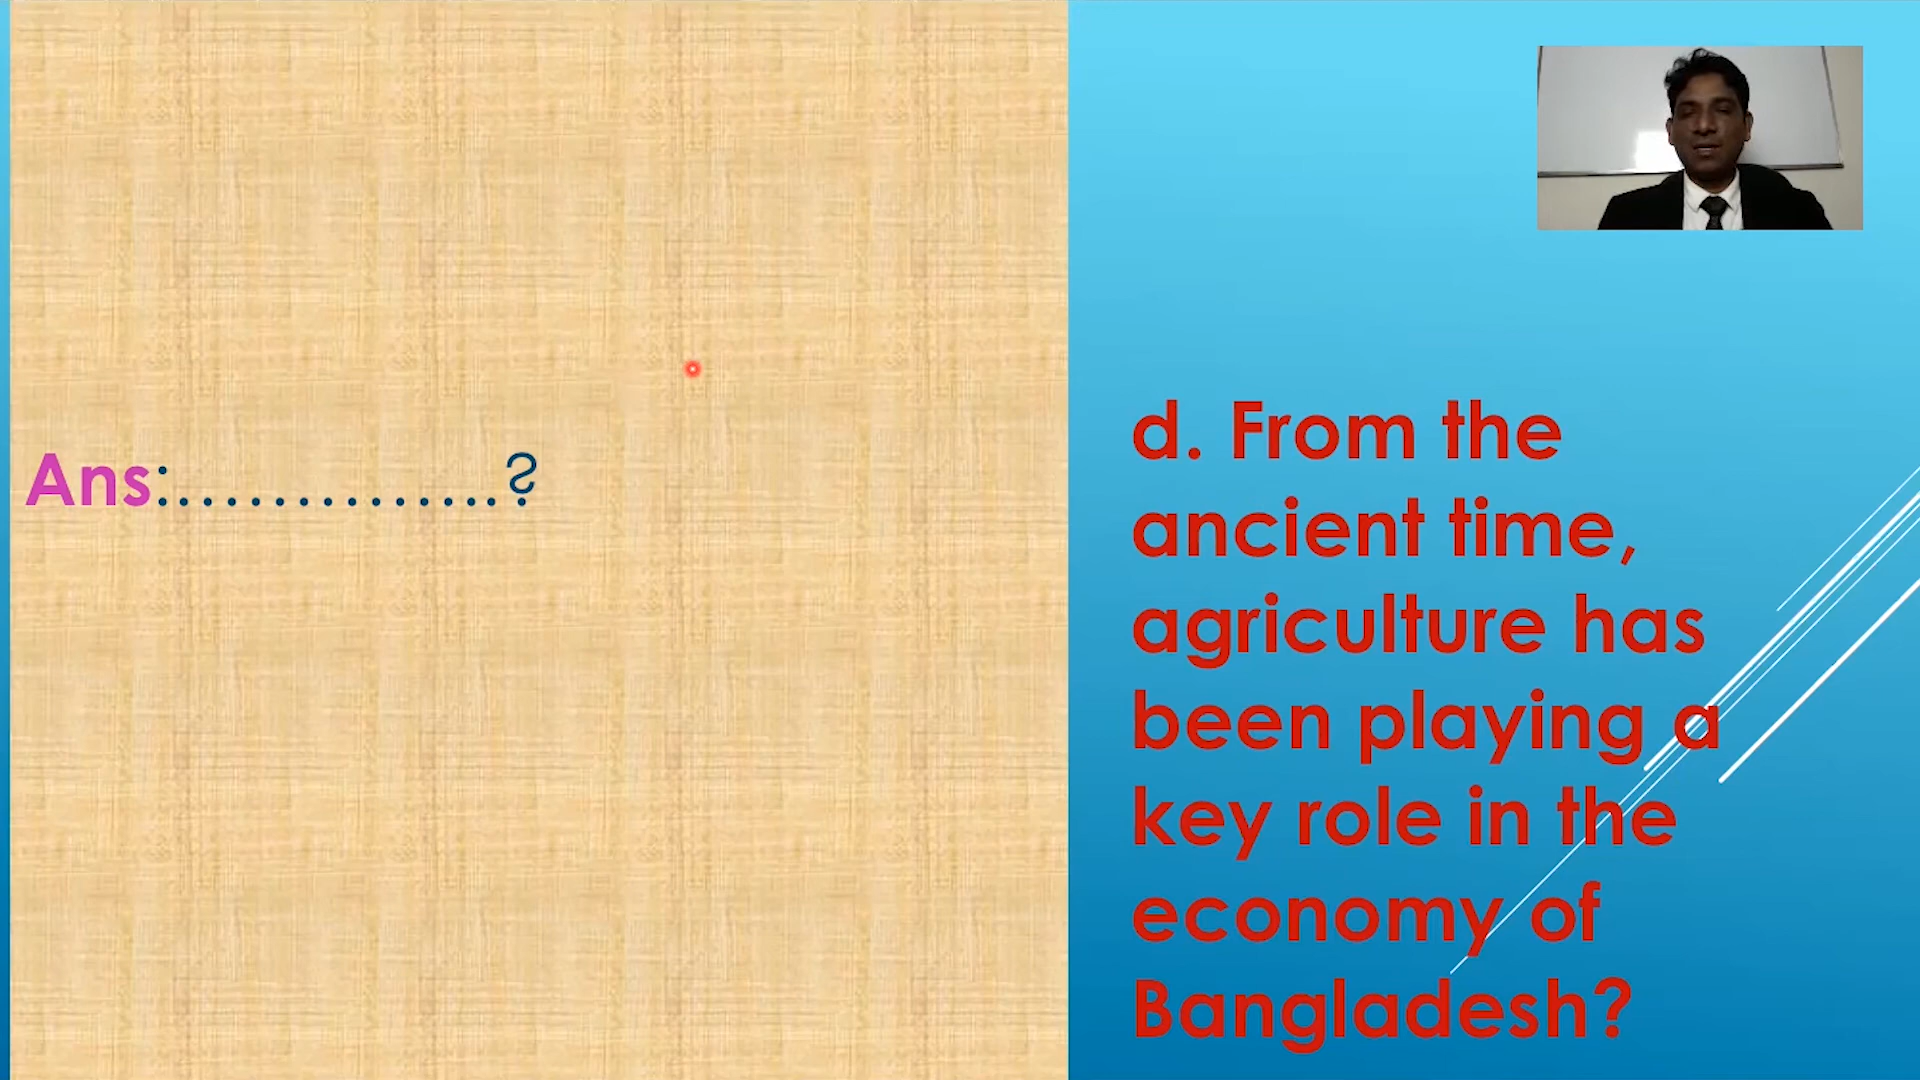 Ans:..............?
d. From the
ancient time,
agriculture has
been playing a
key role in the
economy of
Bangladesh?